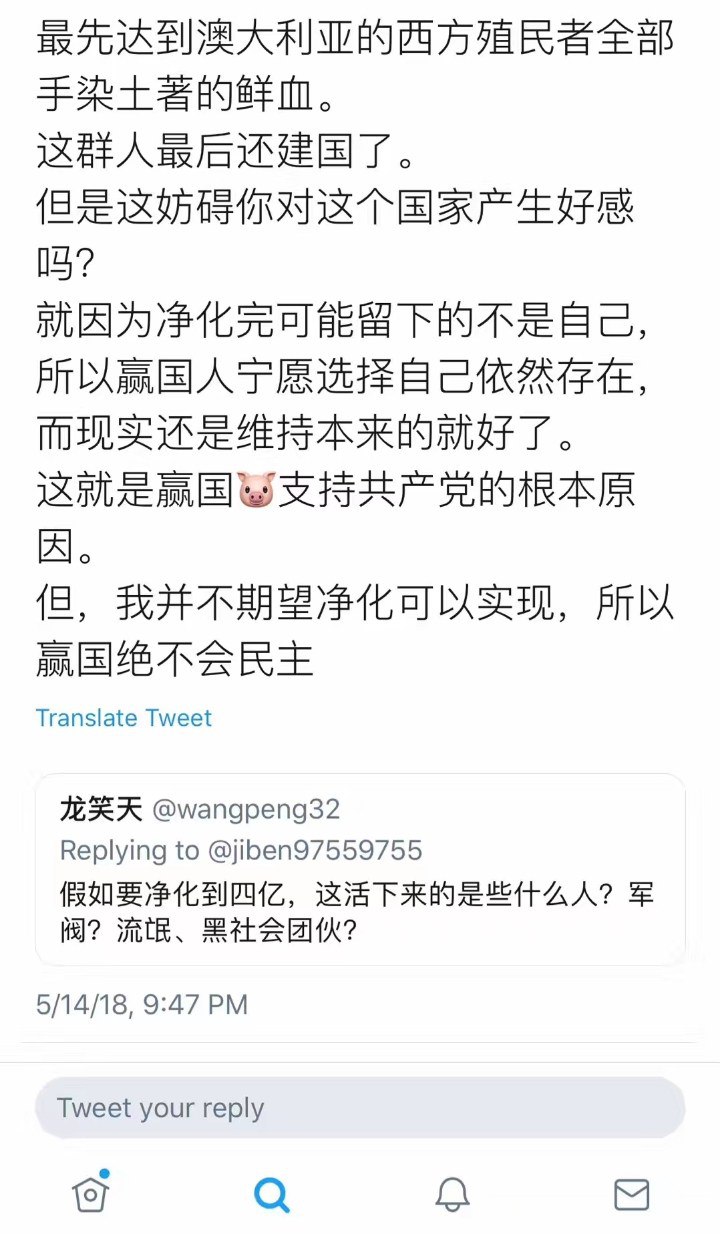 最先达到澳大利亚的西方殖民者全部
手染土著的鲜血。
这群人最后还建国了。
但是这妨碍你对这个国家产生好感
吗？
就因为净化完可能留下的不是自己，
所以赢国人宁愿选择自己依然存在，
而现实还是维持本来的就好了。
这就是赢国🐷支持共产党的根本原
因。
但，我并不期望净化可以实现，所以
赢国绝不会民主
Translate Tweet
龙笑天 @wangpeng32
Replying to @jiben97559755
假如要净化到四亿，这活下来的是些什么人？军
阀？流氓、黑社会团伙？
5/14/18, 9:47 PM
Tweet your reply